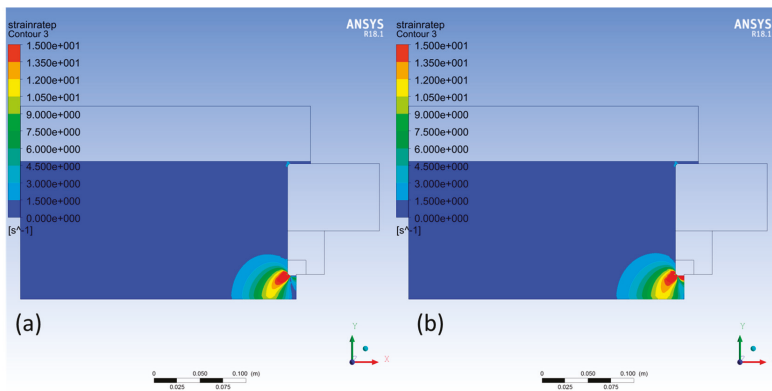 strainratep
Contour 3
1.500e+001
1.350e+001
1.200e+001
1.050e+001
9.000e+000
7.500e+000
6.000e+000
4.500e+000
3.000e+000
1.500e+000
0.000e+000
[s^-1]
ANSYS
R18.1
(a)
Y
X
0
0.050
0.100 (m)
0.025
0.075
strainratep
Contour 3
1.500e+001
1.350e+001
1.200e+001
1.050e+001
9.000e+000
7.500e+000
6.000e+000
4.500e+000
3.000e+000
1.500e+000
0.000e+000
[s^-1]
ANSYS
R18.1
(b)
Y
0
0.050
0.100 (m)
0.025
0.075